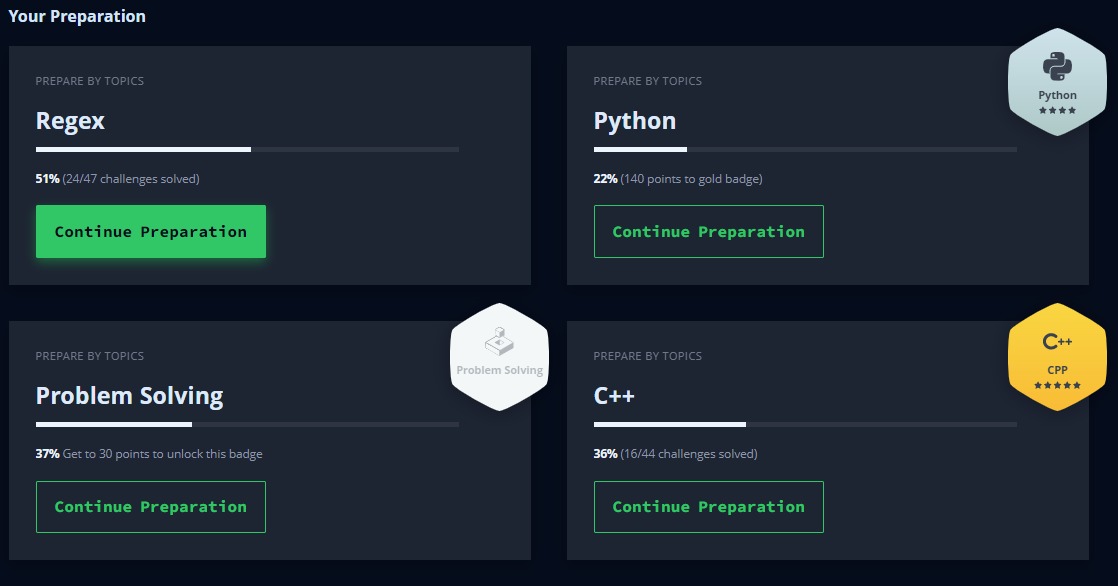 Your Preparation
PREPARE BY TOPICS
Regex
51% (24/47 challenges solved)
Continue Preparation
PREPARE BY TOPICS
Python
22% (140 points to gold badge)
Continue Preparation
Python
PREPARE BY TOPICS
Problem Solving
37% Get to 30 points to unlock this badge
Continue Preparation
Problem Solving
PREPARE BY TOPICS
C++
36% (16/44 challenges solved)
Continue Preparation
C++
CPP